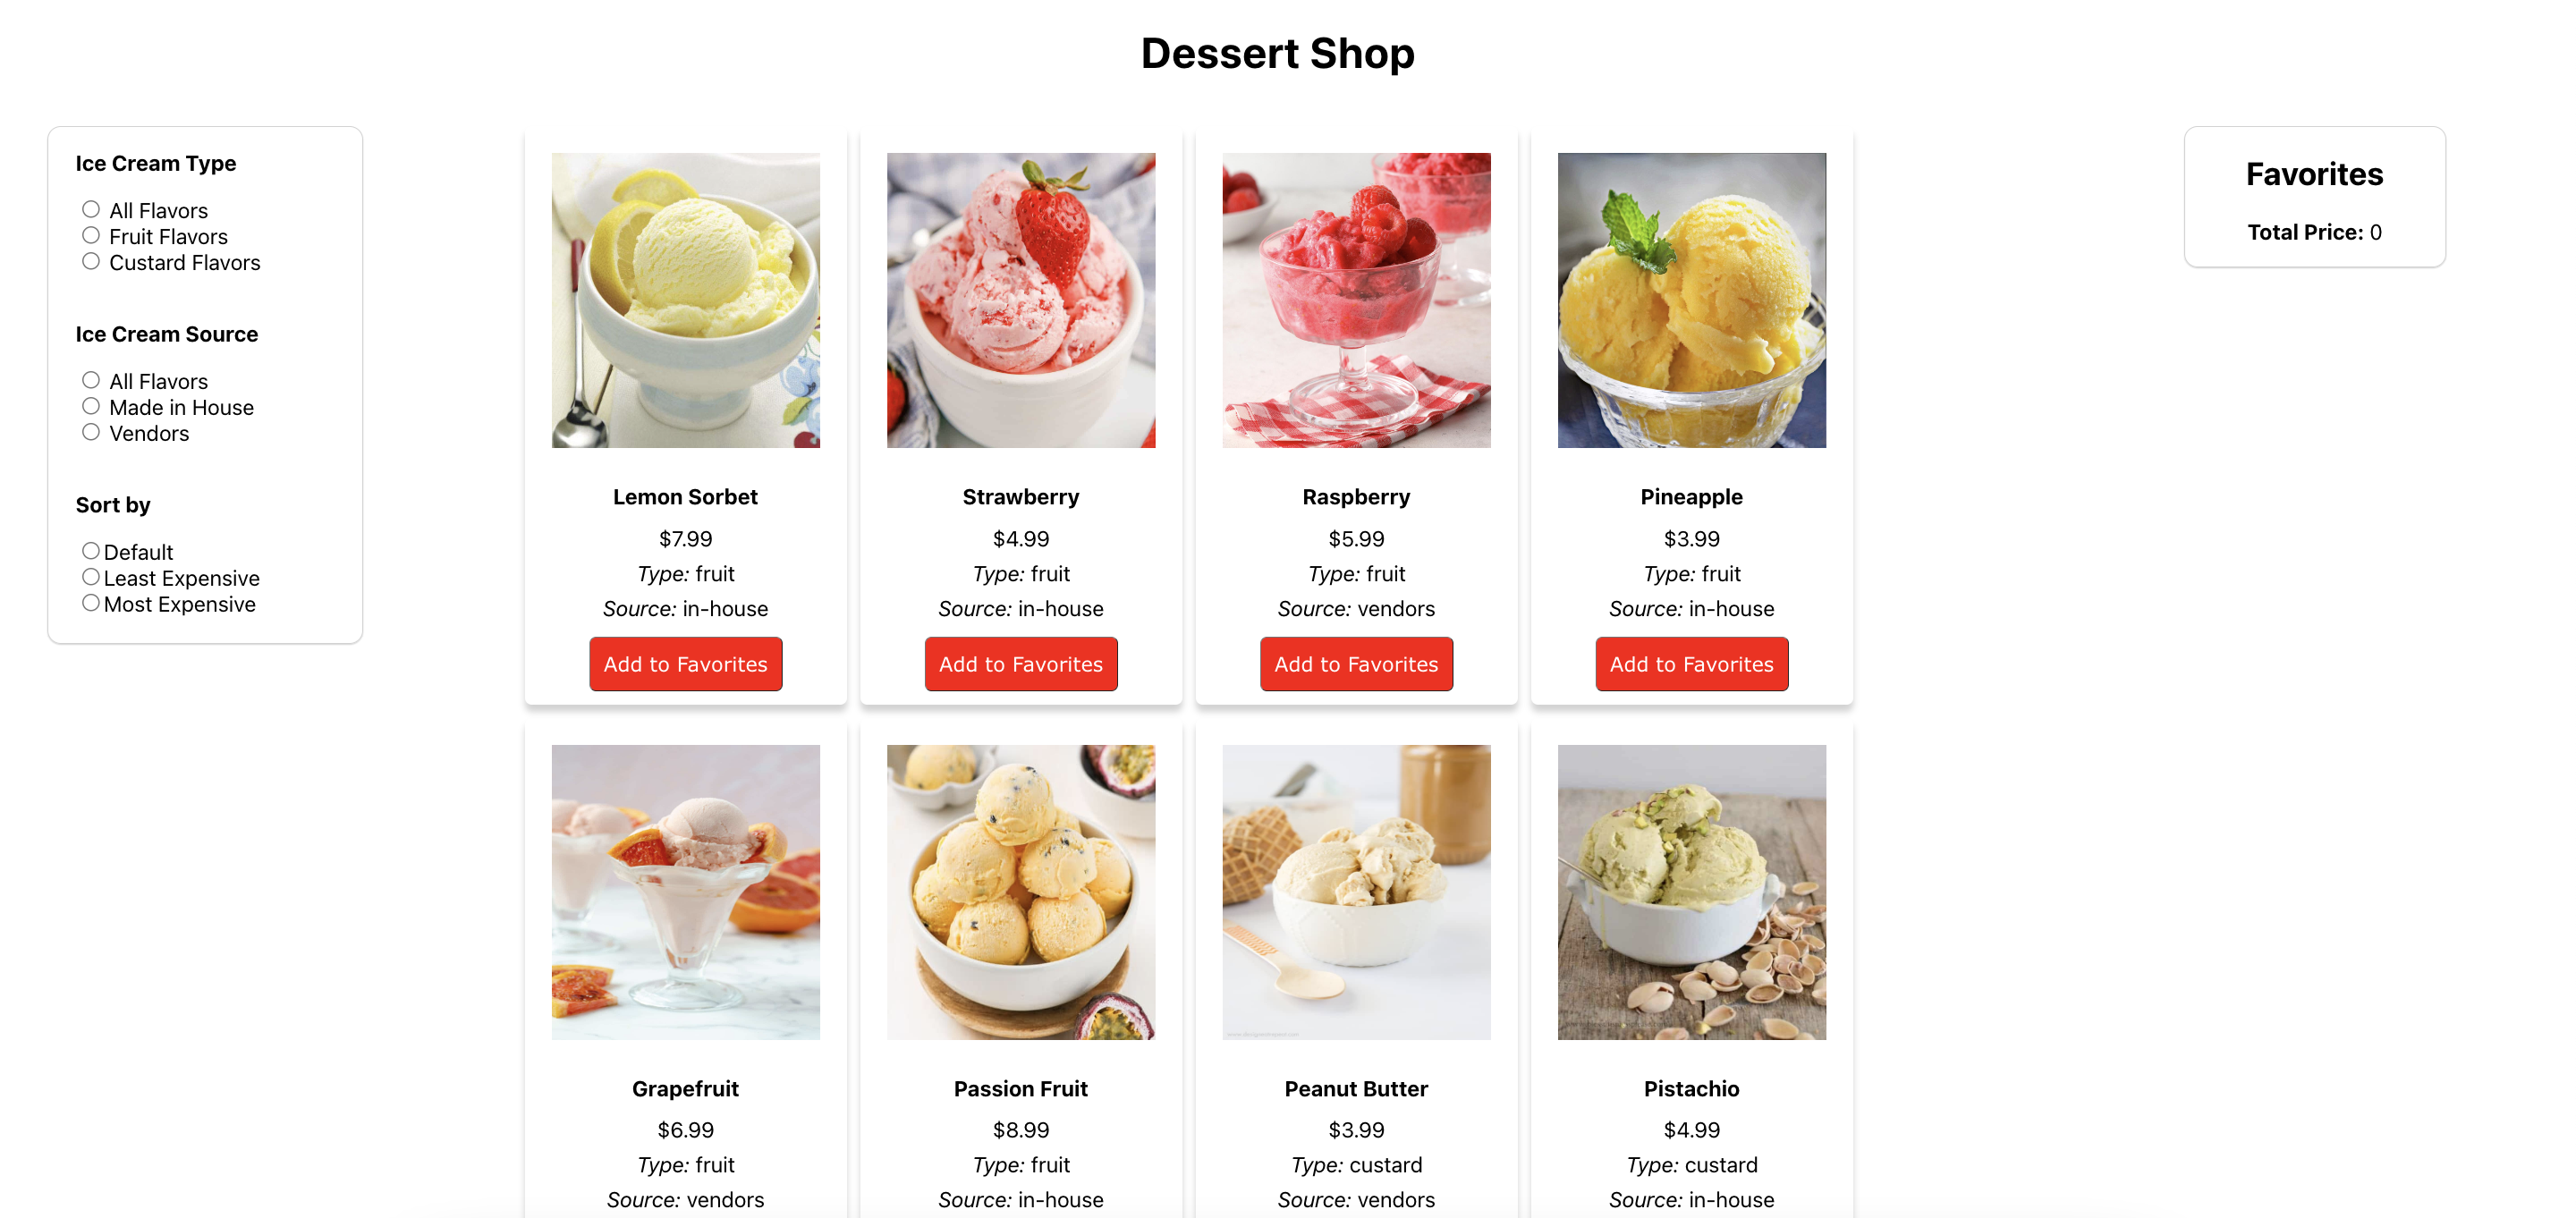 Dessert Shop
Ice Cream Type
All Flavors
Fruit Flavors
Custard Flavors
Ice Cream Source
All Flavors
Made in House
Vendors
Sort by
Default
Least Expensive
Most Expensive
Lemon Sorbet
$7.99
Type: fruit
Source: in-house
Add to Favorites
Strawberry
$4.99
Type: fruit
Source: in-house
Add to Favorites
Raspberry
$5.99
Type: fruit
Source: vendors
Add to Favorites
Pineapple
$3.99
Type: fruit
Source: in-house
Add to Favorites
Grapefruit
$6.99
Type: fruit
Source: vendors
Passion Fruit
$8.99
Type: fruit
Source: in-house
Peanut Butter
$3.99
Type: custard
Source: vendors
Pistachio
$4.99
Type: custard
Source: in-house
Favorites
Total Price: 0